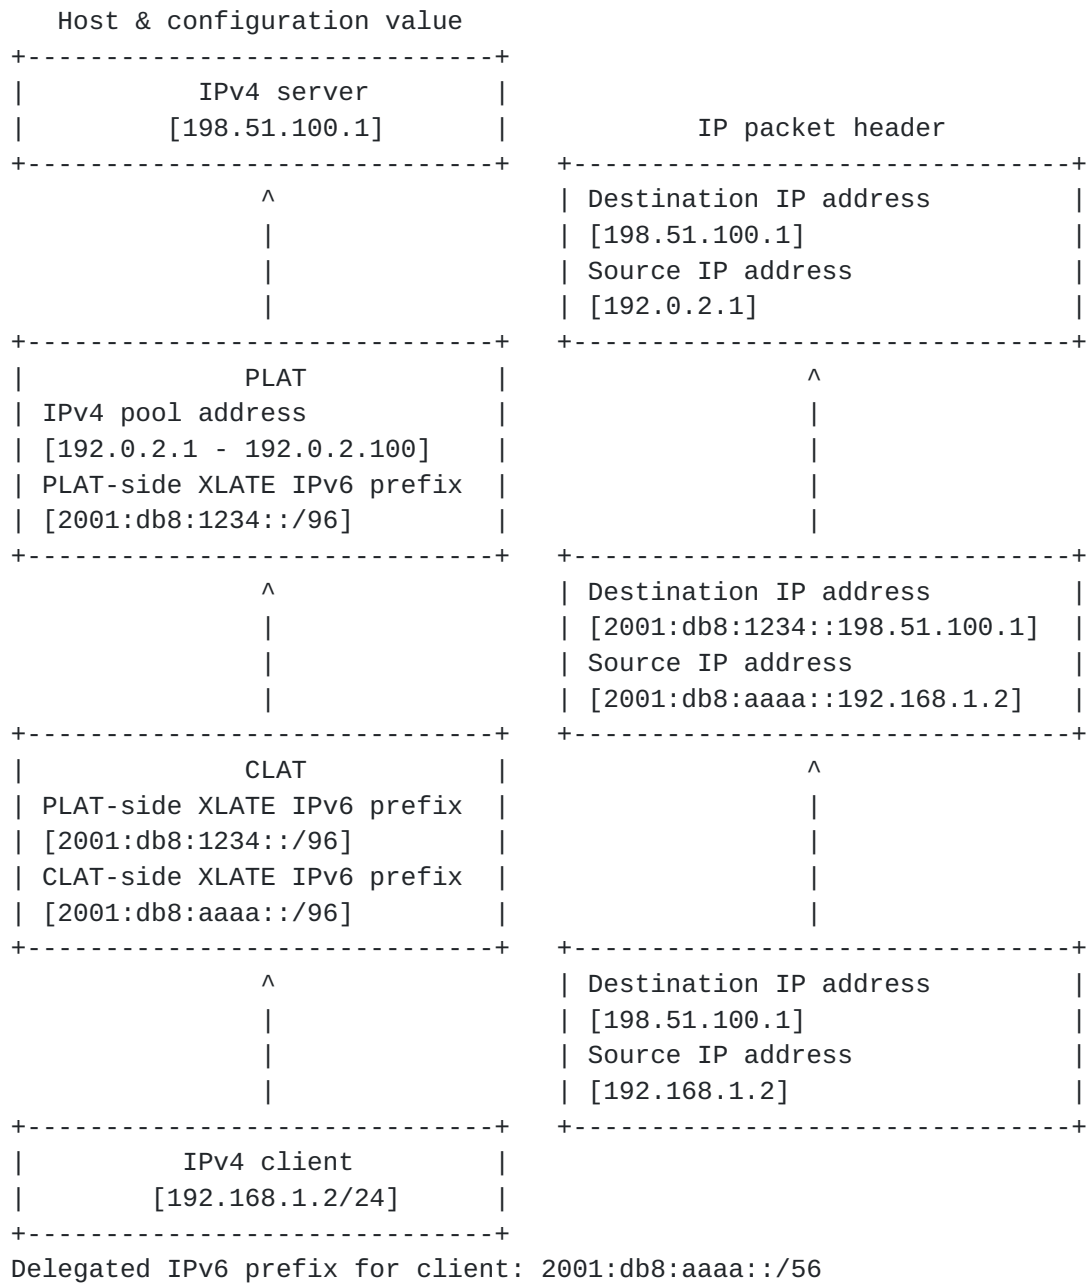 Host & configuration value
+------------------------------+
|           IPv4 server        |
|         [198.51.100.1]       |            IP packet header
+------------------------------+   +--------------------------------+
                ^                  | Destination IP address         |
                |                  | [198.51.100.1]                 |
                |                  | Source IP address              |
                |                  | [192.0.2.1]                    |
+------------------------------+   +--------------------------------+
|              PLAT            |                   ^
| IPv4 pool address            |                   |
| [192.0.2.1 - 192.0.2.100]    |                   |
| PLAT-side XLATE IPv6 prefix  |                   |
| [2001:db8:1234::/96]         |                   |
+------------------------------+   +--------------------------------+
                ^                  | Destination IP address         |
                |                  | [2001:db8:1234::198.51.100.1]  |
                |                  | Source IP address              |
                |                  | [2001:db8:aaaa::192.168.1.2]   |
+------------------------------+   +--------------------------------+
|              CLAT            |                   ^
| PLAT-side XLATE IPv6 prefix  |                   |
| [2001:db8:1234::/96]         |                   |
| CLAT-side XLATE IPv6 prefix  |                   |
| [2001:db8:aaaa::/96]         |                   |
+------------------------------+   +--------------------------------+
                ^                  | Destination IP address         |
                |                  | [198.51.100.1]                 |
                |                  | Source IP address              |
                |                  | [192.168.1.2]                  |
+------------------------------+   +--------------------------------+
|          IPv4 client         |
|        [192.168.1.2/24]      |
+------------------------------+
Delegated IPv6 prefix for client: 2001:db8:aaaa::/56